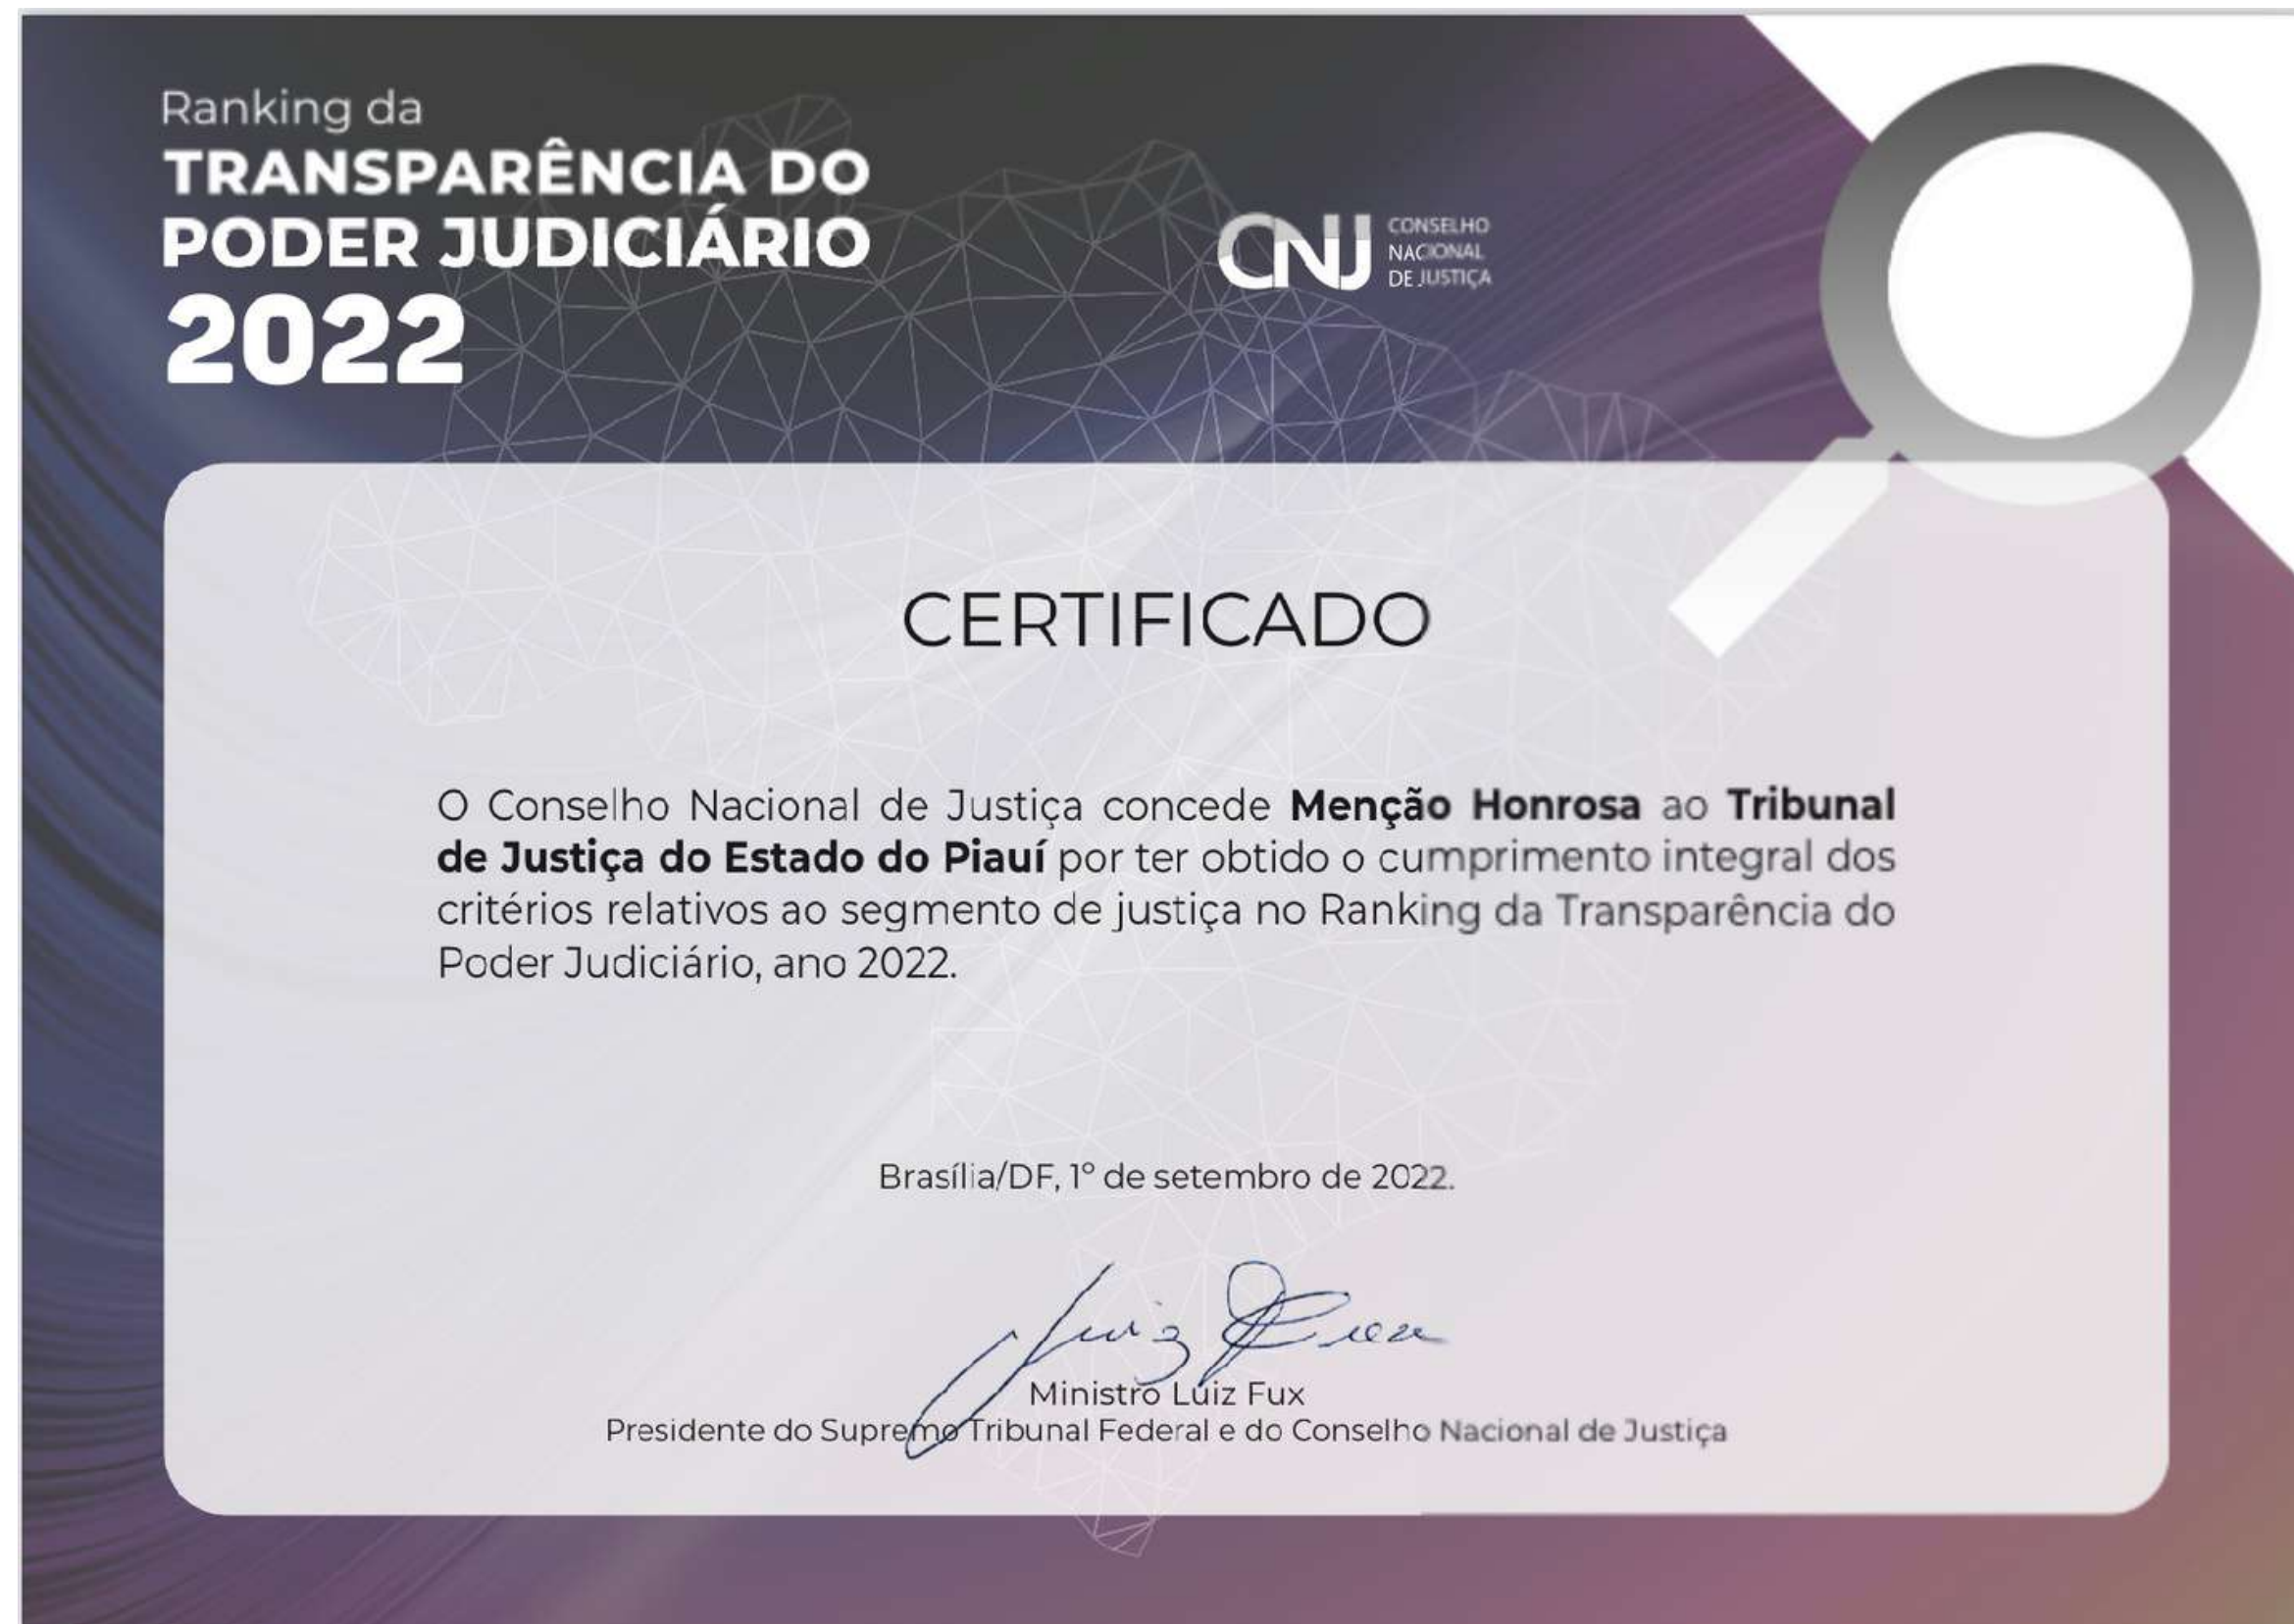 Ranking da
TRANSPARÊNCIA DO
PODER JUDICIÁRIO
2022
CNJ
CONSELHO
NACIONAL
DE JUSTIÇA
CERTIFICADO
O Conselho Nacional de Justiça concede Menção Honrosa ao Tribunal
de Justiça do Estado do Piauí por ter obtido o cumprimento integral dos
critérios relativos ao segmento de justiça no Ranking da Transparência do
Poder Judiciário, ano 2022.
Brasília/DF, 1º de setembro de 2022.
Luiz Fux
Ministro Luiz Fux
Presidente do Supremo Tribunal Federal e do Conselho Nacional de Justiça